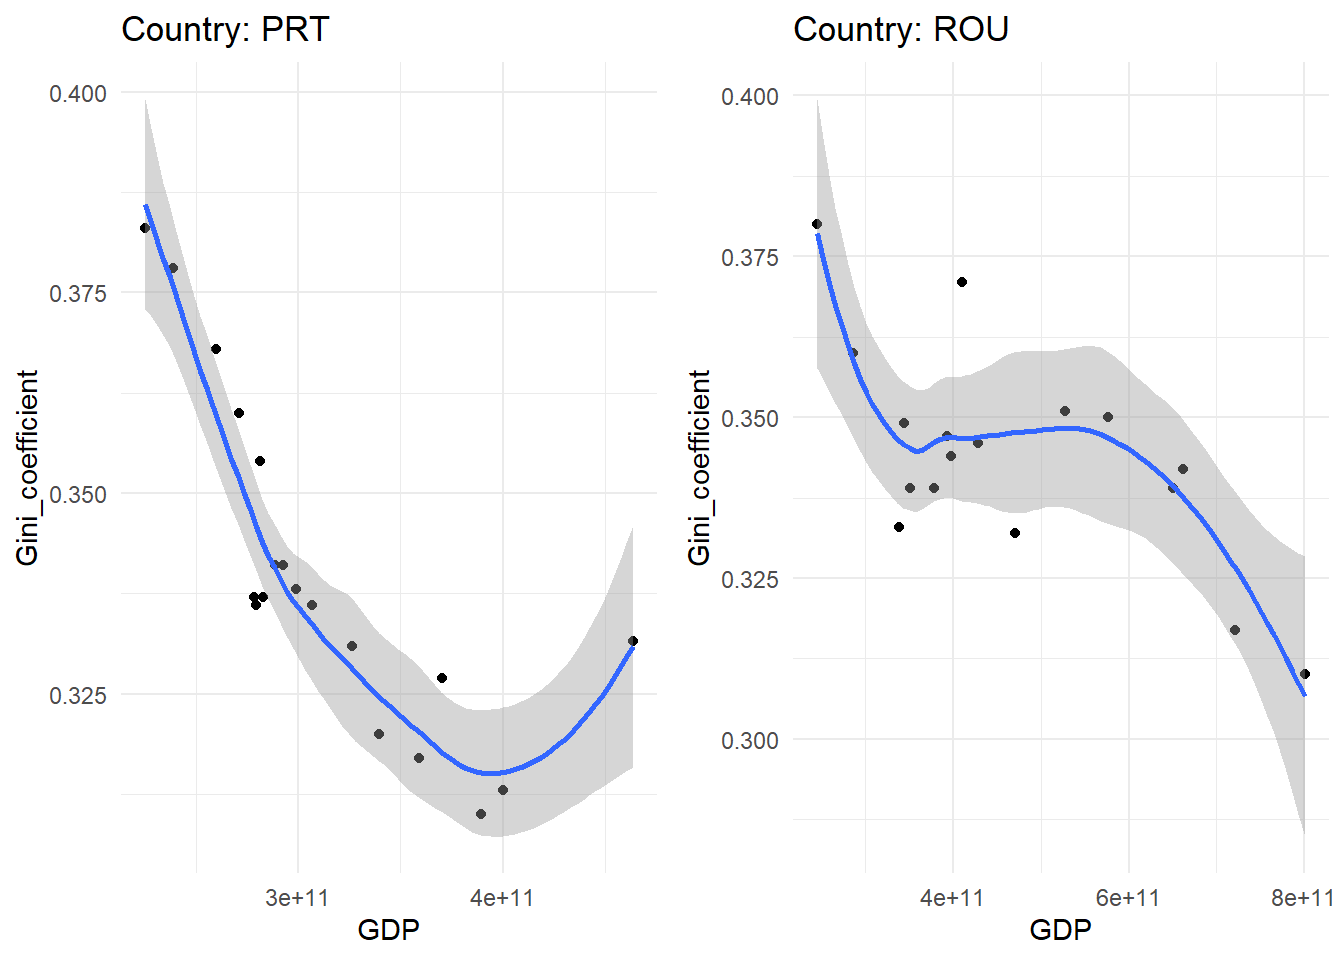 Country: PRT
0.400
0.375
0.350
0.325
Gini_coefficient
3e+11
4e+11
GDP
Country: ROU
0.400
0.375
0.350
0.325
0.300
Gini_coefficient
4e+11
6e+11
8e+11
GDP